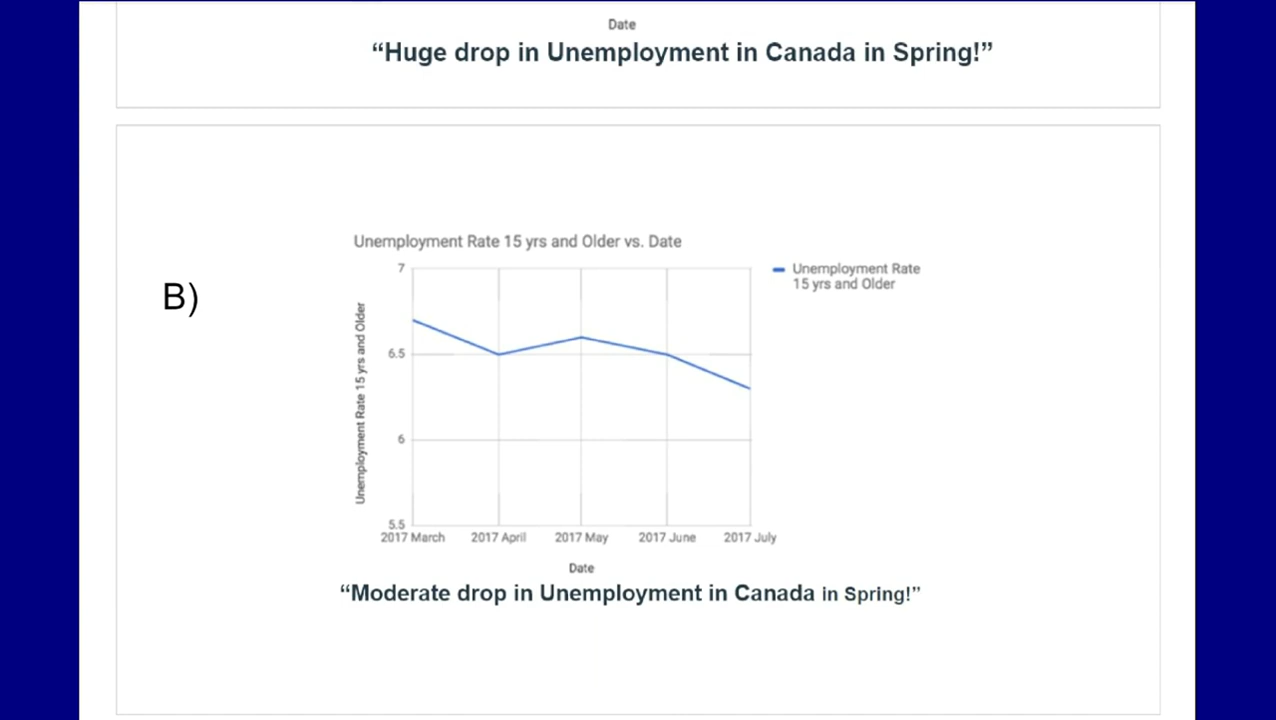 Date
“Huge drop in Unemployment in Canada in Spring!”
B)
Unemployment Rate 15 yrs and Older vs. Date
Unemployment Rate
15 yrs and Older
Unemployment Rate 15 yrs and Older
7
6.5
6
5.5
2017 March 2017 April 2017 May 2017 June 2017 July
Date
“Moderate drop in Unemployment in Canada in Spring!”